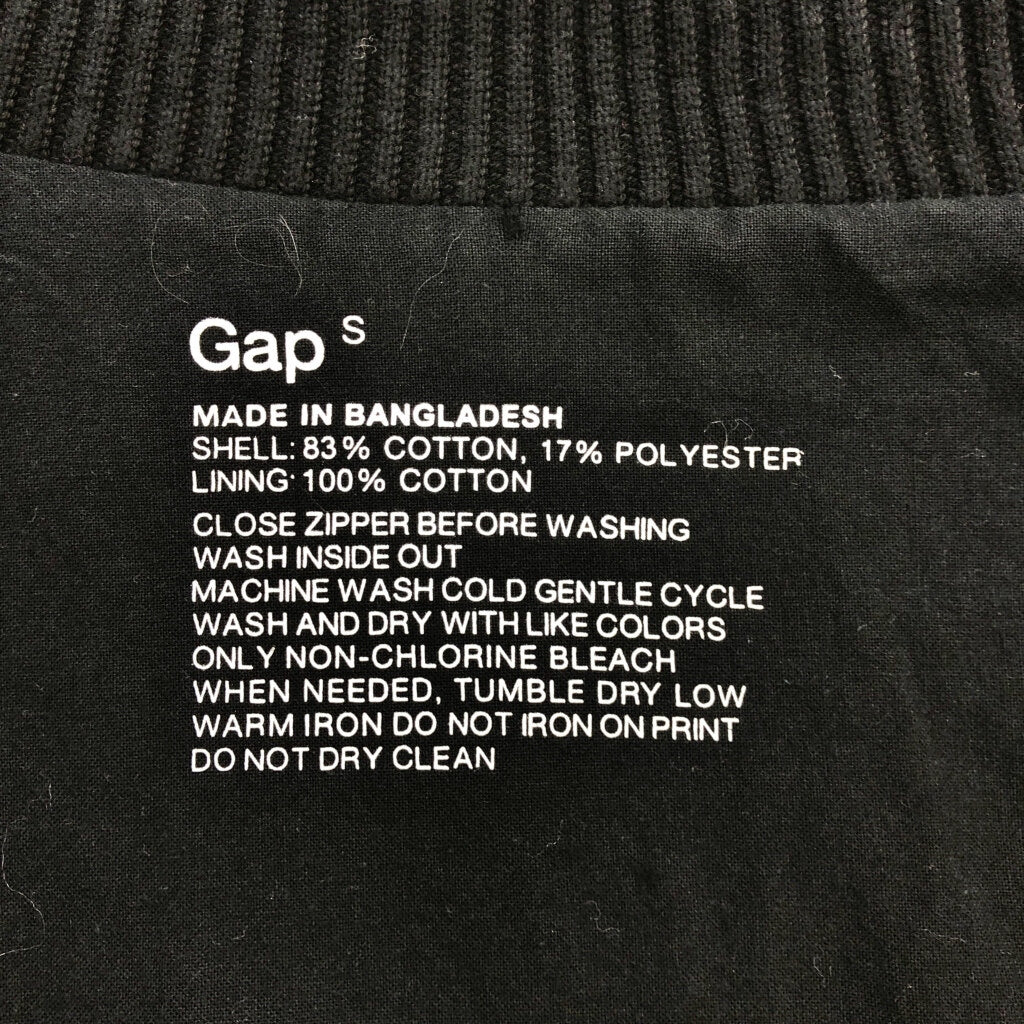 Gap S
MADE IN BANGLADESH
SHELL: 83% COTTON, 17% POLYESTER
LINING: 100% COTTON
CLOSE ZIPPER BEFORE WASHING
WASH INSIDE OUT
MACHINE WASH COLD GENTLE CYCLE
WASH AND DRY WITH LIKE COLORS
ONLY NON-CHLORINE BLEACH
WHEN NEEDED, TUMBLE DRY LOW
WARM IRON DO NOT IRON ON PRINT
DO NOT DRY CLEAN